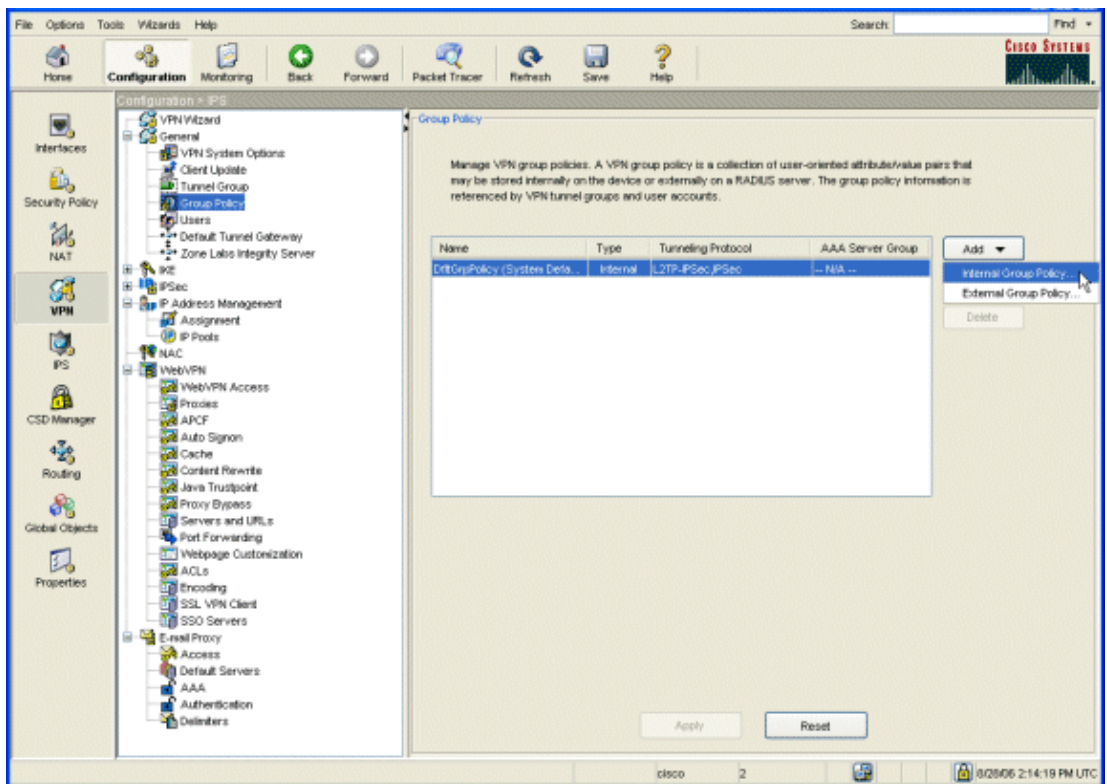 File Options Tools Wizards Help Search: Find
Home Configuration Monitoring Back Forward Packet Tracer Refresh Save Help
CISCO SYSTEMS
Configuration > IPS
Interfaces
Security Policy
NAT
VPN
IPS
CSD Manager
Routing
Global Objects
Properties
VPN Wizard
General
VPN System Options
Client Update
Tunnel Group
Group Policy
Users
Default Tunnel Gateway
Zone Labs Integrity Server
IKE
IPSec
IP Address Management
Assignment
IP Pools
NAC
WebVPN
WebVPN Access
Proxies
APCF
Auto Signon
Cache
Content Rewrite
Java Trustpoint
Proxy Bypass
Servers and URLs
Port Forwarding
Webpage Customization
ACLs
Encoding
SSL VPN Client
SSO Servers
E-mail Proxy
Access
Default Servers
AAA
Authentication
Delimiters
Group Policy
Manage VPN group policies. A VPN group policy is a collection of user-oriented attribute/value pairs that
may be stored internally on the device or externally on a RADIUS server. The group policy information is
referenced by VPN tunnel groups and user accounts.
Name Type Tunneling Protocol AAA Server Group
DfltGrpPolicy (System Defa... Internal L2TP-IPSec,IPSec -- N/A --
Add
Internal Group Policy...
External Group Policy...
Delete
Apply Reset
cisco 2 8/28/06 2:14:19 PM UTC